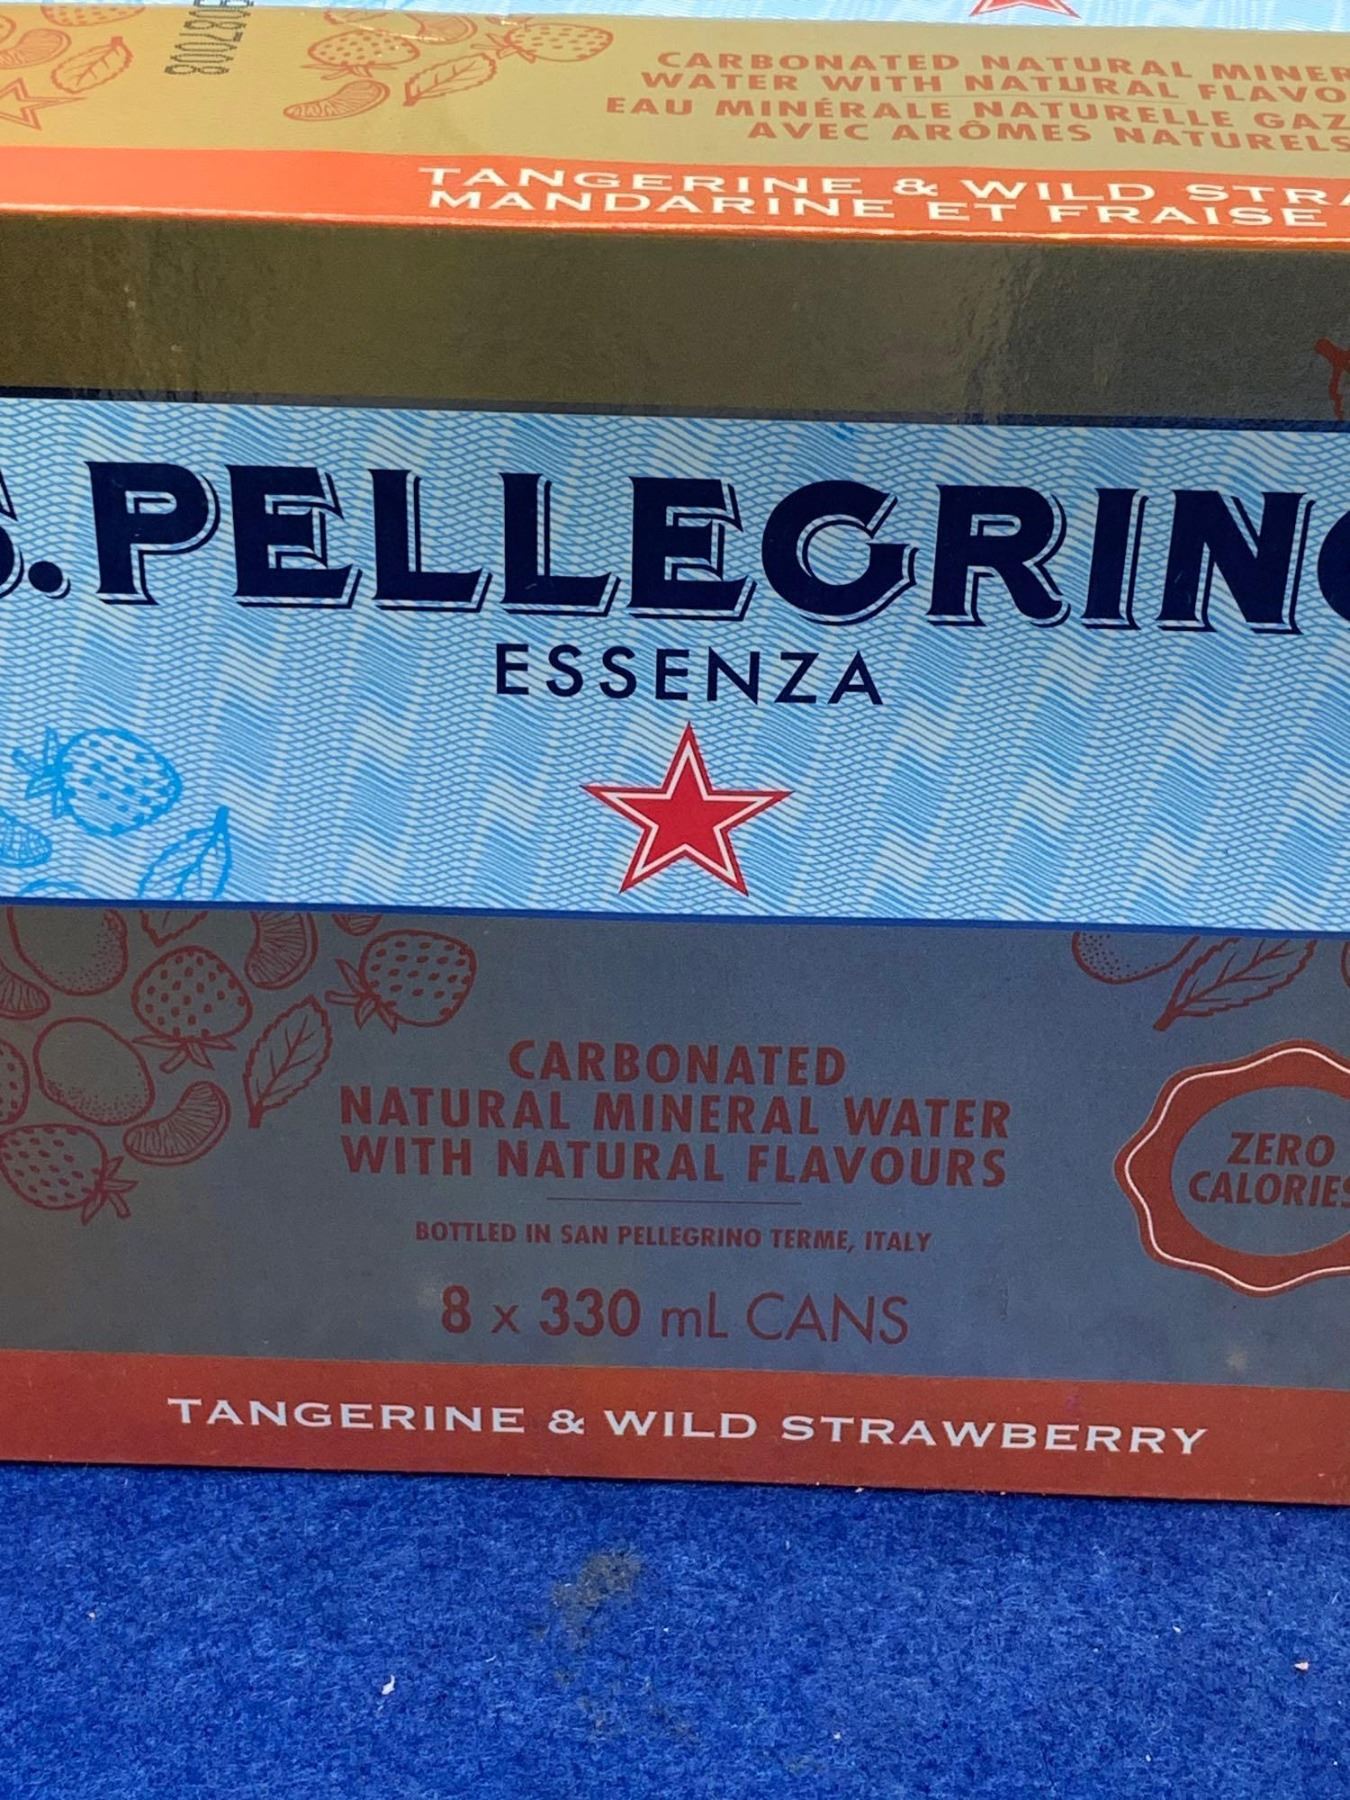 CARBONATED NATURAL MINER
WATER WITH NATURAL FLAVO
EAU MINÉRALE NATURELLE GAZ
AVEC ARÔMES NATURELS
TANGERINE & WILD STRA
MANDARINE ET FRAISE
S.PELLEGRINO
ESSENZA
CARBONATED
NATURAL MINERAL WATER
WITH NATURAL FLAVOURS
BOTTLED IN SAN PELLEGRINO TERME, ITALY
8 x 330 mL CANS
ZERO
CALORIES
TANGERINE & WILD STRAWBERRY